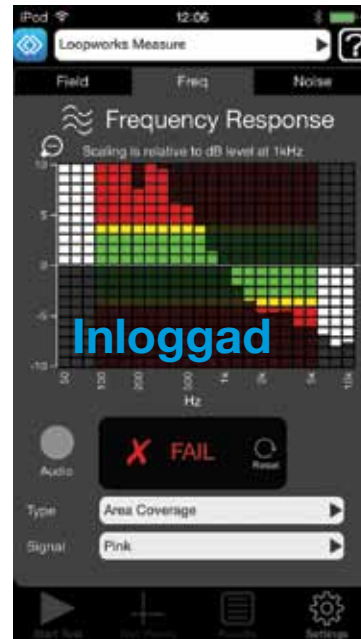 iPod 12:06
Loopworks Measure ?
Field Freq Noise
Frequency Response
Scaling is relative to dB level at 1kHz
10
5
0
-5
-10
Inloggad
50 100 200 500 1k 2k 5k 10k
Hz
Audio
✗ FAIL
Reset
Type Area Coverage
Signal Pink
Start Test
Settings